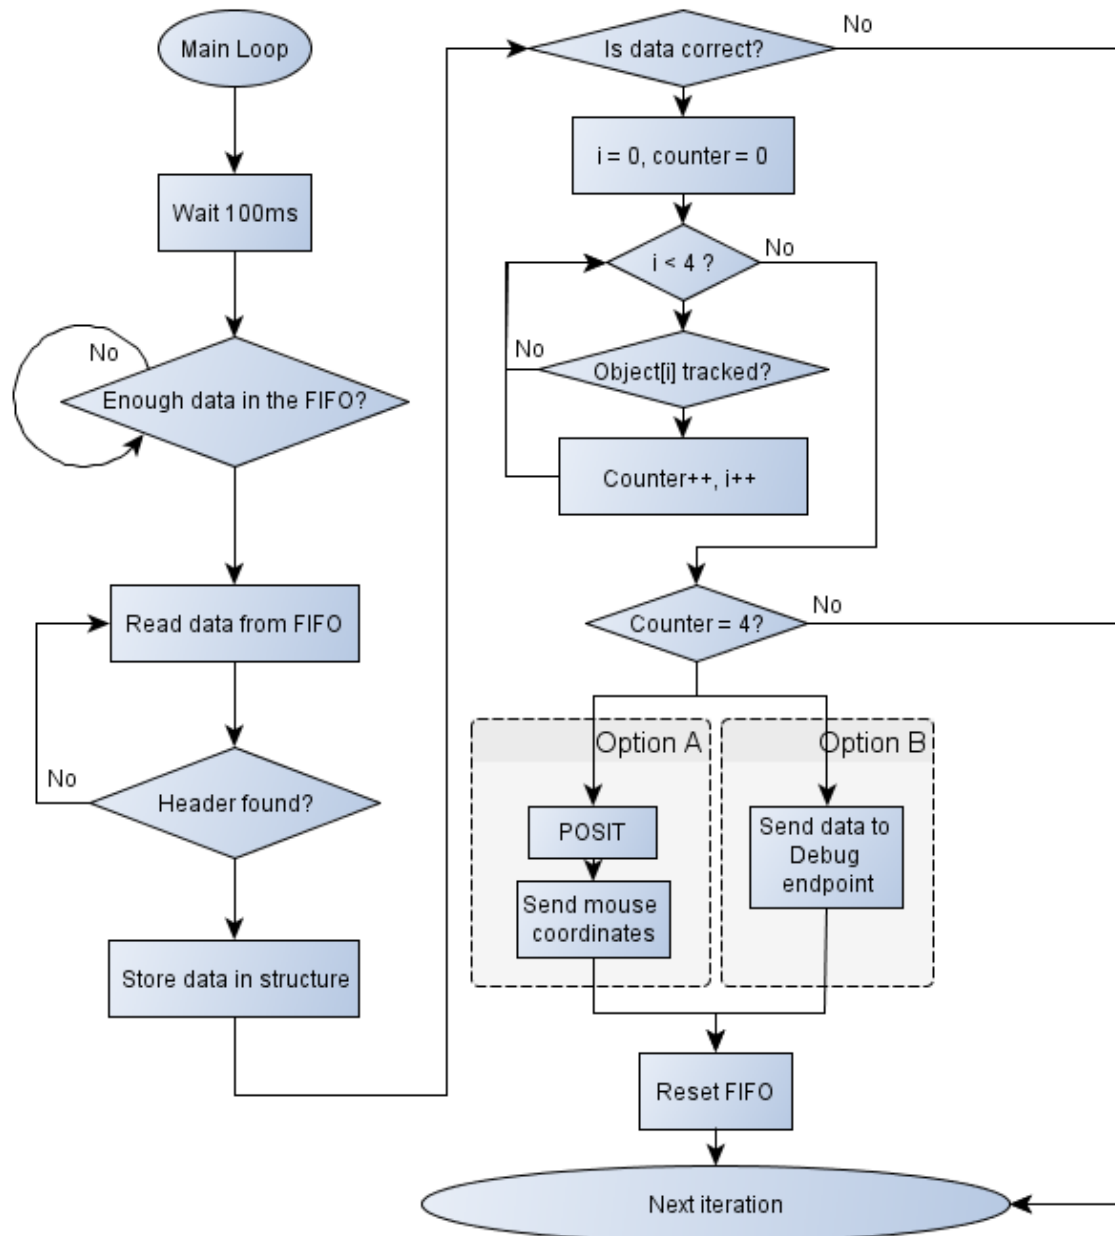 Main Loop
Wait 100ms
No
Enough data in the FIFO?
Read data from FIFO
No
Header found?
Store data in structure
Is data correct?
No
i = 0, counter = 0
i < 4 ?
No
No
Object[i] tracked?
Counter++, i++
Counter = 4?
No
Option A
POSIT
Send mouse
coordinates
Option B
Send data to
Debug
endpoint
Reset FIFO
Next iteration